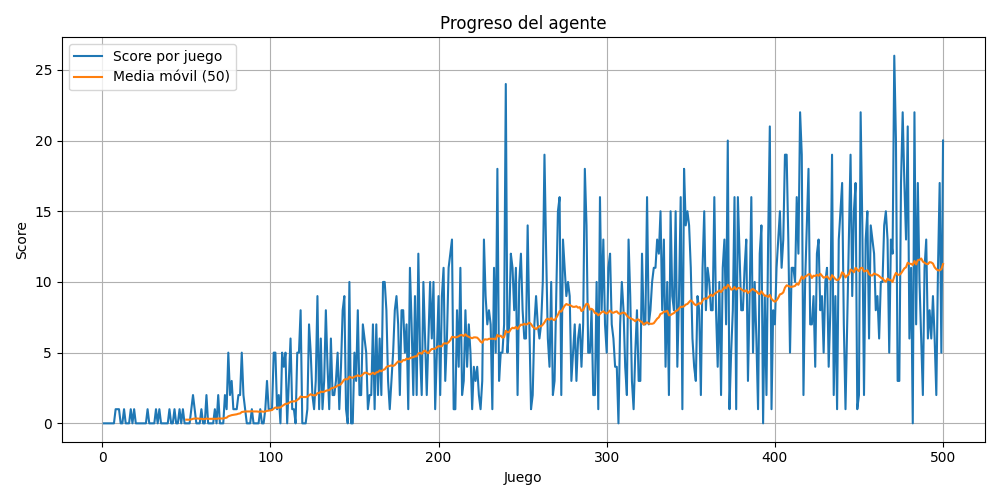 Progreso del agente
Score por juego
Media móvil (50)
Score
25
20
15
10
5
0
0 100 200 300 400 500
Juego